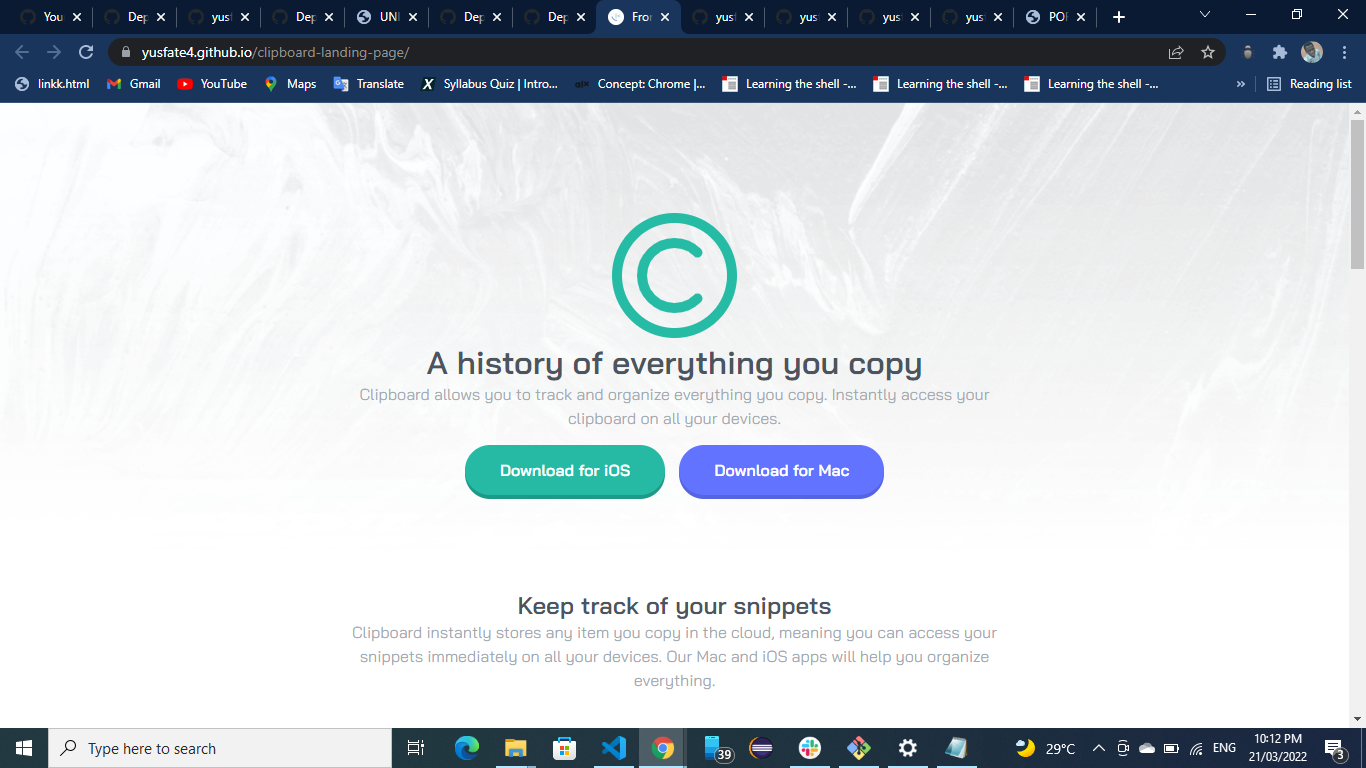 You
Dep
yusf
Dep
UNI
Dep
Dep
Fron
yusf
yusf
yusf
yusf
POR
yusfate4.github.io/clipboard-landing-page/
linkk.html
Gmail
YouTube
Maps
Translate
Syllabus Quiz | Intro...
Concept: Chrome |...
Learning the shell -...
Learning the shell -...
Learning the shell -...
»
Reading list
A history of everything you copy
Clipboard allows you to track and organize everything you copy. Instantly access your
clipboard on all your devices.
Download for iOS
Download for Mac
Keep track of your snippets
Clipboard instantly stores any item you copy in the cloud, meaning you can access your
snippets immediately on all your devices. Our Mac and iOS apps will help you organize
everything.
Type here to search
39
29°C
ENG
10:12 PM
21/03/2022
3